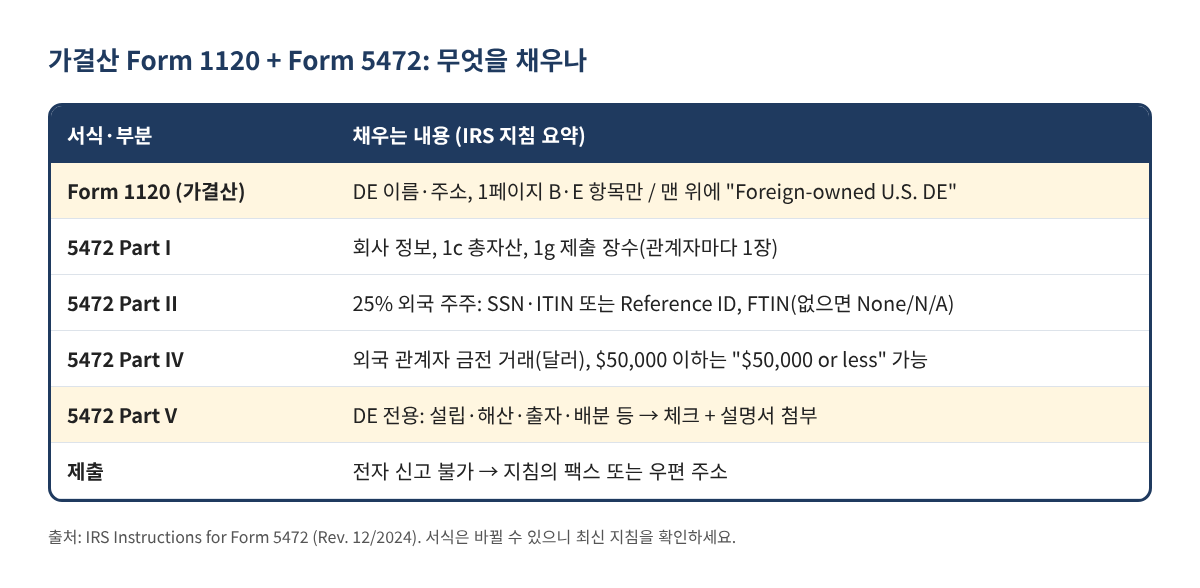 가결산 Form 1120 + Form 5472: 무엇을 채우나
서식·부분 채우는 내용 (IRS 지침 요약)
Form 1120 (가결산) DE 이름·주소, 1페이지 B·E 항목만 / 맨 위에 "Foreign-owned U.S. DE"
5472 Part I 회사 정보, 1c 총자산, 1g 제출 장수(관계자마다 1장)
5472 Part II 25% 외국 주주: SSN·ITIN 또는 Reference ID, FTIN(없으면 None/N/A)
5472 Part IV 외국 관계자 금전 거래(달러), $50,000 이하는 "$50,000 or less" 가능
5472 Part V DE 전용: 설립·해산·출자·배분 등 → 체크 + 설명서 첨부
제출 전자 신고 불가 → 지침의 팩스 또는 우편 주소
출처: IRS Instructions for Form 5472 (Rev. 12/2024). 서식은 바뀔 수 있으니 최신 지침을 확인하세요.